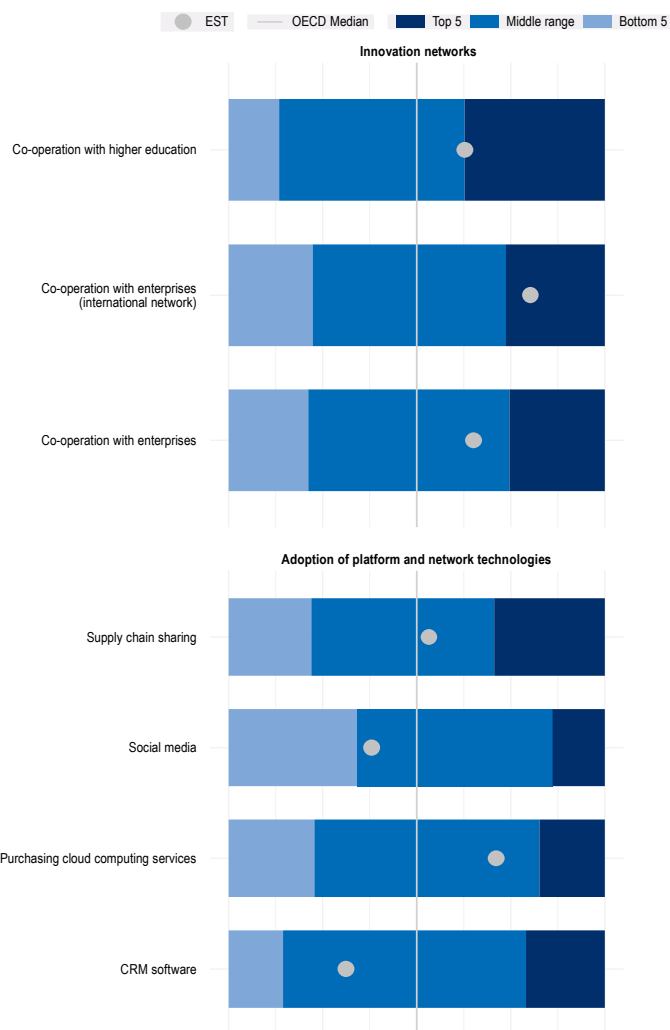 EST OECD Median Top 5 Middle range Bottom 5
Innovation networks
Co-operation with higher education
Co-operation with enterprises
(international network)
Co-operation with enterprises
Adoption of platform and network technologies
Supply chain sharing
Social media
Purchasing cloud computing services
CRM software